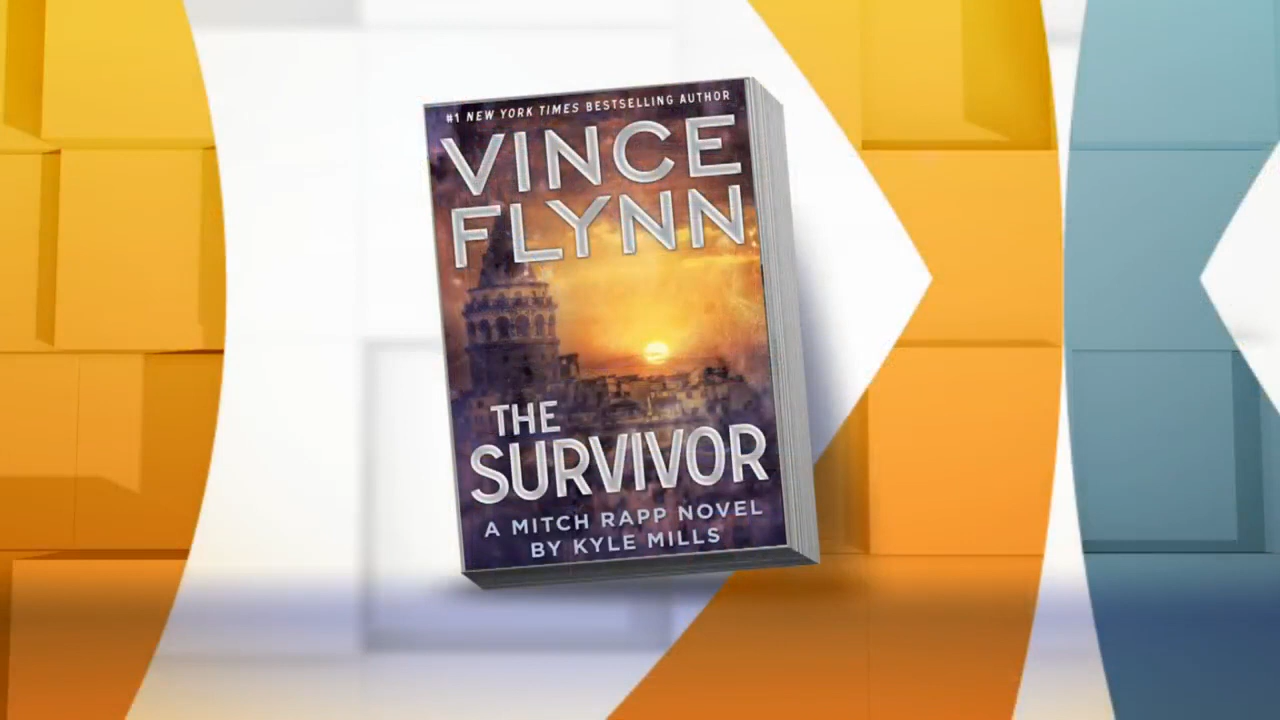 #1 NEW YORK TIMES BESTSELLING AUTHOR
VINCE
FLYNN
THE
SURVIVOR
A MITCH RAPP NOVEL
BY KYLE MILLS